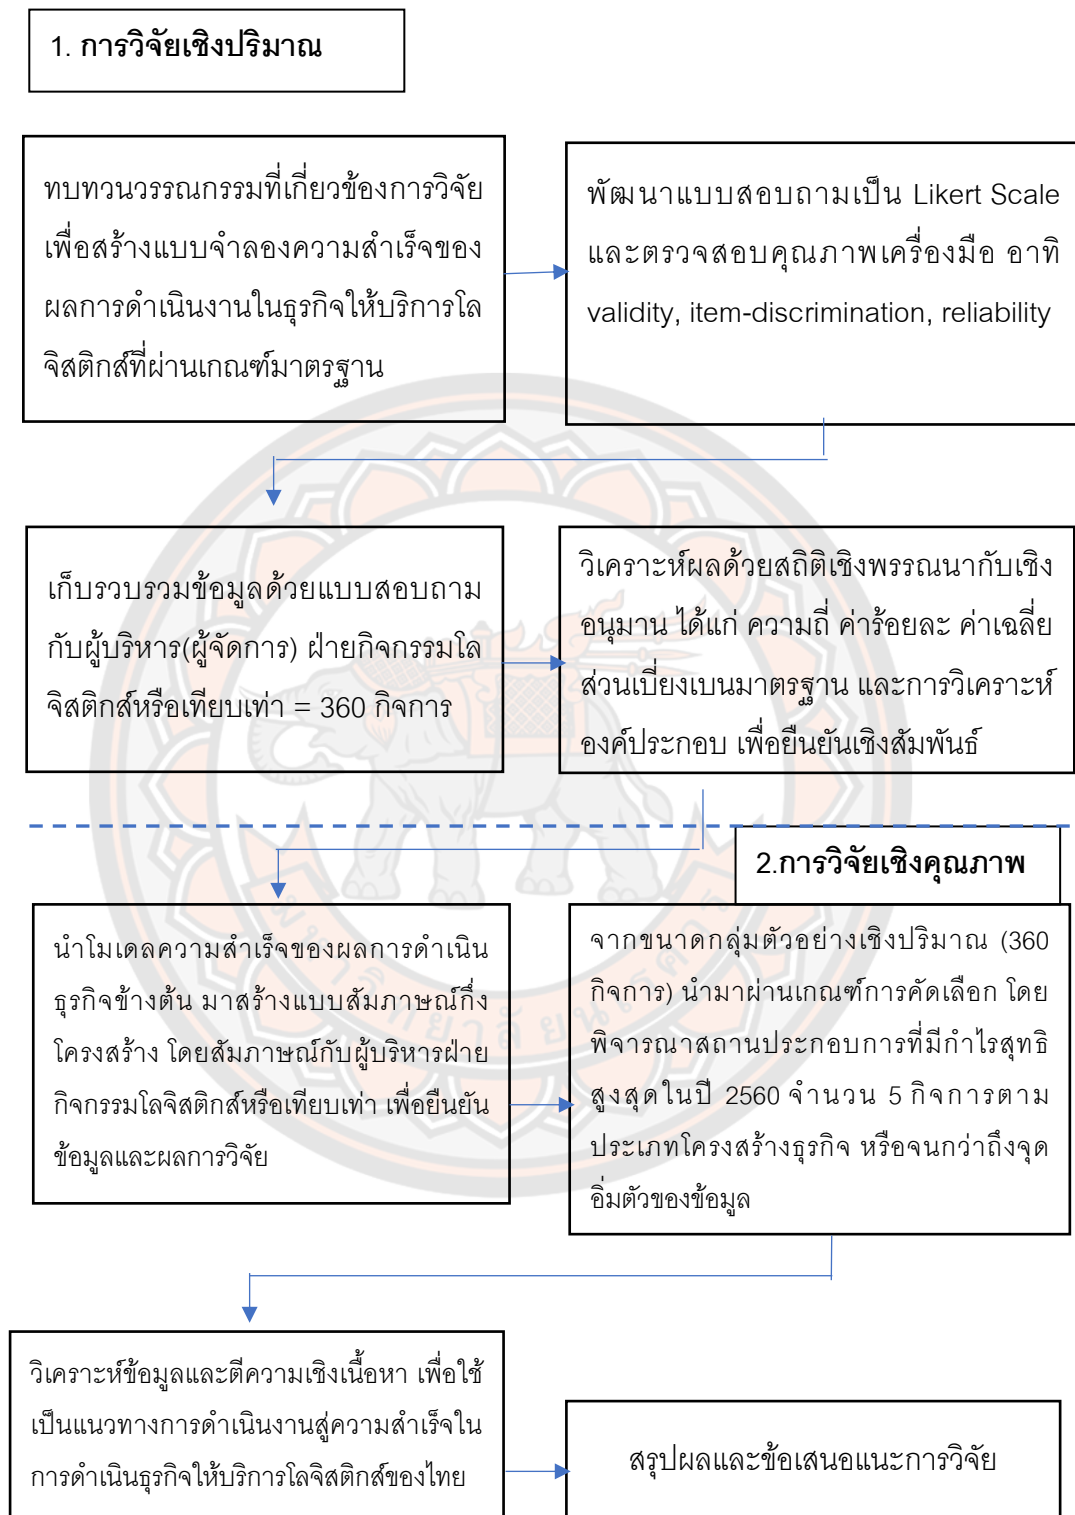 1. การวิจัยเชิงปริมาณ
ทบทวนวรรณกรรมที่เกี่ยวข้องการวิจัย
เพื่อสร้างแบบจำลองความสำเร็จของ
ผลการดำเนินงานในธุรกิจให้บริการโล
จิสติกส์ที่ผ่านเกณฑ์มาตรฐาน
พัฒนาแบบสอบถามเป็น Likert Scale
และตรวจสอบคุณภาพเครื่องมือ อาทิ
validity, item-discrimination, reliability
เก็บรวบรวมข้อมูลด้วยแบบสอบถาม
กับผู้บริหาร(ผู้จัดการ) ฝ่ายกิจกรรมโล
จิสติกส์หรือเทียบเท่า = 360 กิจการ
วิเคราะห์ผลด้วยสถิติเชิงพรรณนากับเชิง
อนุมาน ได้แก่ ความถี่ ค่าร้อยละ ค่าเฉลี่ย
ส่วนเบี่ยงเบนมาตรฐาน และการวิเคราะห์
องค์ประกอบ เพื่อยืนยันเชิงสัมพันธ์
2.การวิจัยเชิงคุณภาพ
นำโมเดลความสำเร็จของผลการดำเนิน
ธุรกิจข้างต้น มาสร้างแบบสัมภาษณ์กึ่ง
โครงสร้าง โดยสัมภาษณ์กับผู้บริหารฝ่าย
กิจกรรมโลจิสติกส์หรือเทียบเท่า เพื่อยืนยัน
ข้อมูลและผลการวิจัย
จากขนาดกลุ่มตัวอย่างเชิงปริมาณ (360
กิจการ) นำมาผ่านเกณฑ์การคัดเลือก โดย
พิจารณาสถานประกอบการที่มีกำไรสุทธิ
สูงสุดในปี 2560 จำนวน 5 กิจการตาม
ประเภทโครงสร้างธุรกิจ หรือจนกว่าถึงจุด
อิ่มตัวของข้อมูล
วิเคราะห์ข้อมูลและตีความเชิงเนื้อหา เพื่อใช้
เป็นแนวทางการดำเนินงานสู่ความสำเร็จใน
การดำเนินธุรกิจให้บริการโลจิสติกส์ของไทย
สรุปผลและข้อเสนอแนะการวิจัย
มหาวิทยาลัยนเรศวร